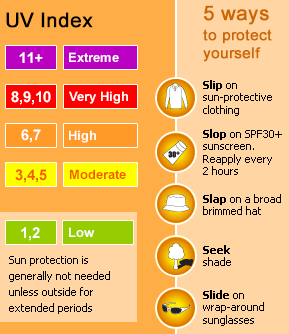 UV Index
11+ Extreme
8,9,10 Very High
6,7 High
3,4,5 Moderate
1,2 Low
Sun protection is
generally not needed
unless outside for
extended periods
5 ways
to protect
yourself
Slip on
sun-protective
clothing
30+
Slop on SPF30+
sunscreen.
Reapply every
2 hours
Slap on a broad
brimmed hat
Seek
shade
Slide on
wrap-around
sunglasses